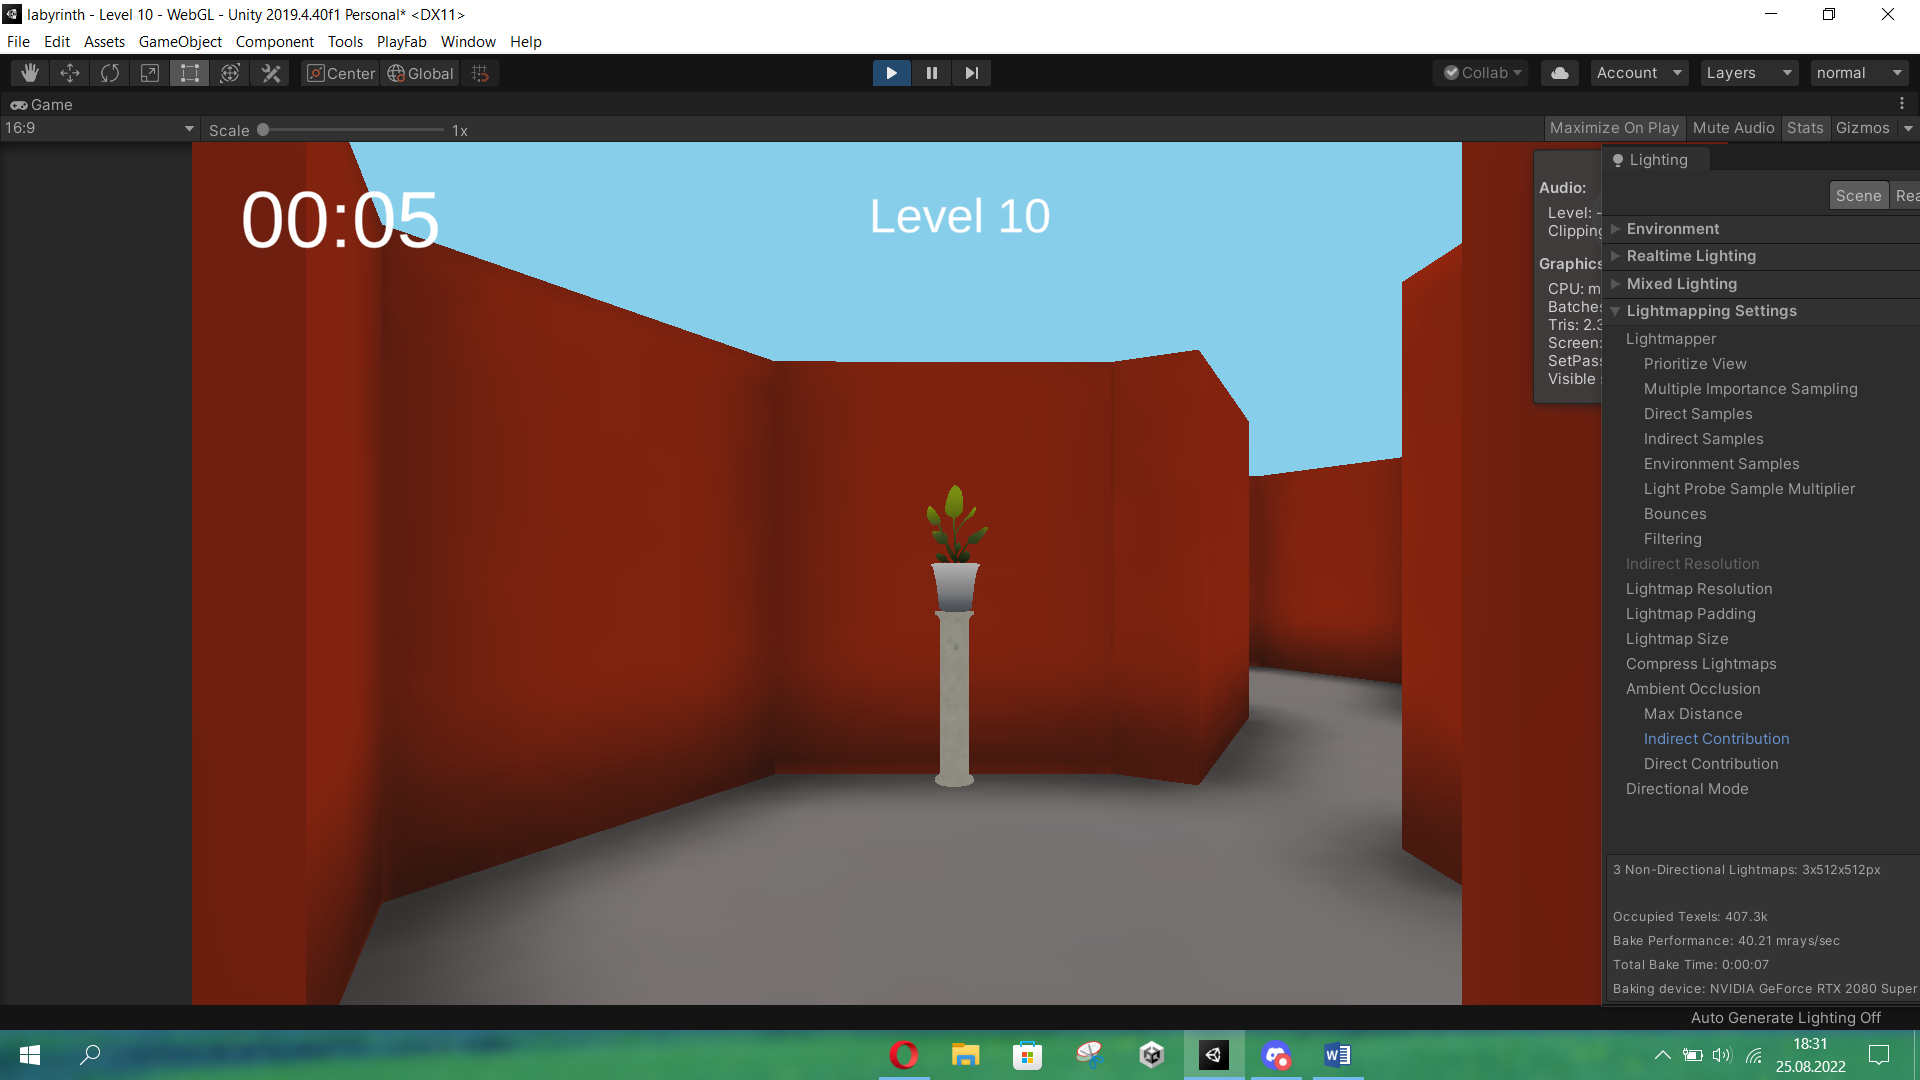 labyrinth - Level 10 - WebGL - Unity 2019.4.40f1 Personal* <DX11>
File Edit Assets GameObject Component Tools PlayFab Window Help
Center Global Collab Account Layers normal
Game
16:9 Scale 1x Maximize On Play Mute Audio Stats Gizmos
00:05
Level 10
Audio:
Level: -
Clipping
Graphics
CPU: m
Batches
Tris: 2.3
Screen:
SetPass
Visible
Lighting
Scene Rea
Environment
Realtime Lighting
Mixed Lighting
Lightmapping Settings
Lightmapper
Prioritize View
Multiple Importance Sampling
Direct Samples
Indirect Samples
Environment Samples
Light Probe Sample Multiplier
Bounces
Filtering
Indirect Resolution
Lightmap Resolution
Lightmap Padding
Lightmap Size
Compress Lightmaps
Ambient Occlusion
Max Distance
Indirect Contribution
Direct Contribution
Directional Mode
3 Non-Directional Lightmaps: 3x512x512px
Occupied Texels: 407.3k
Bake Performance: 40.21 mrays/sec
Total Bake Time: 0:00:07
Baking device: NVIDIA GeForce RTX 2080 Super
Auto Generate Lighting Off
W
18:31
25.08.2022